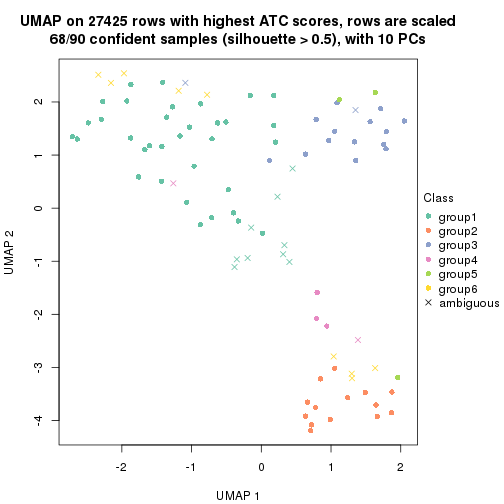 UMAP on 27425 rows with highest ATC scores, rows are scaled
68/90 confident samples (silhouette > 0.5), with 10 PCs
2
1
0
-1
-2
-3
-4
UMAP 2
-2
-1
0
1
2
UMAP 1
Class
group1
group2
group3
group4
group5
group6
ambiguous